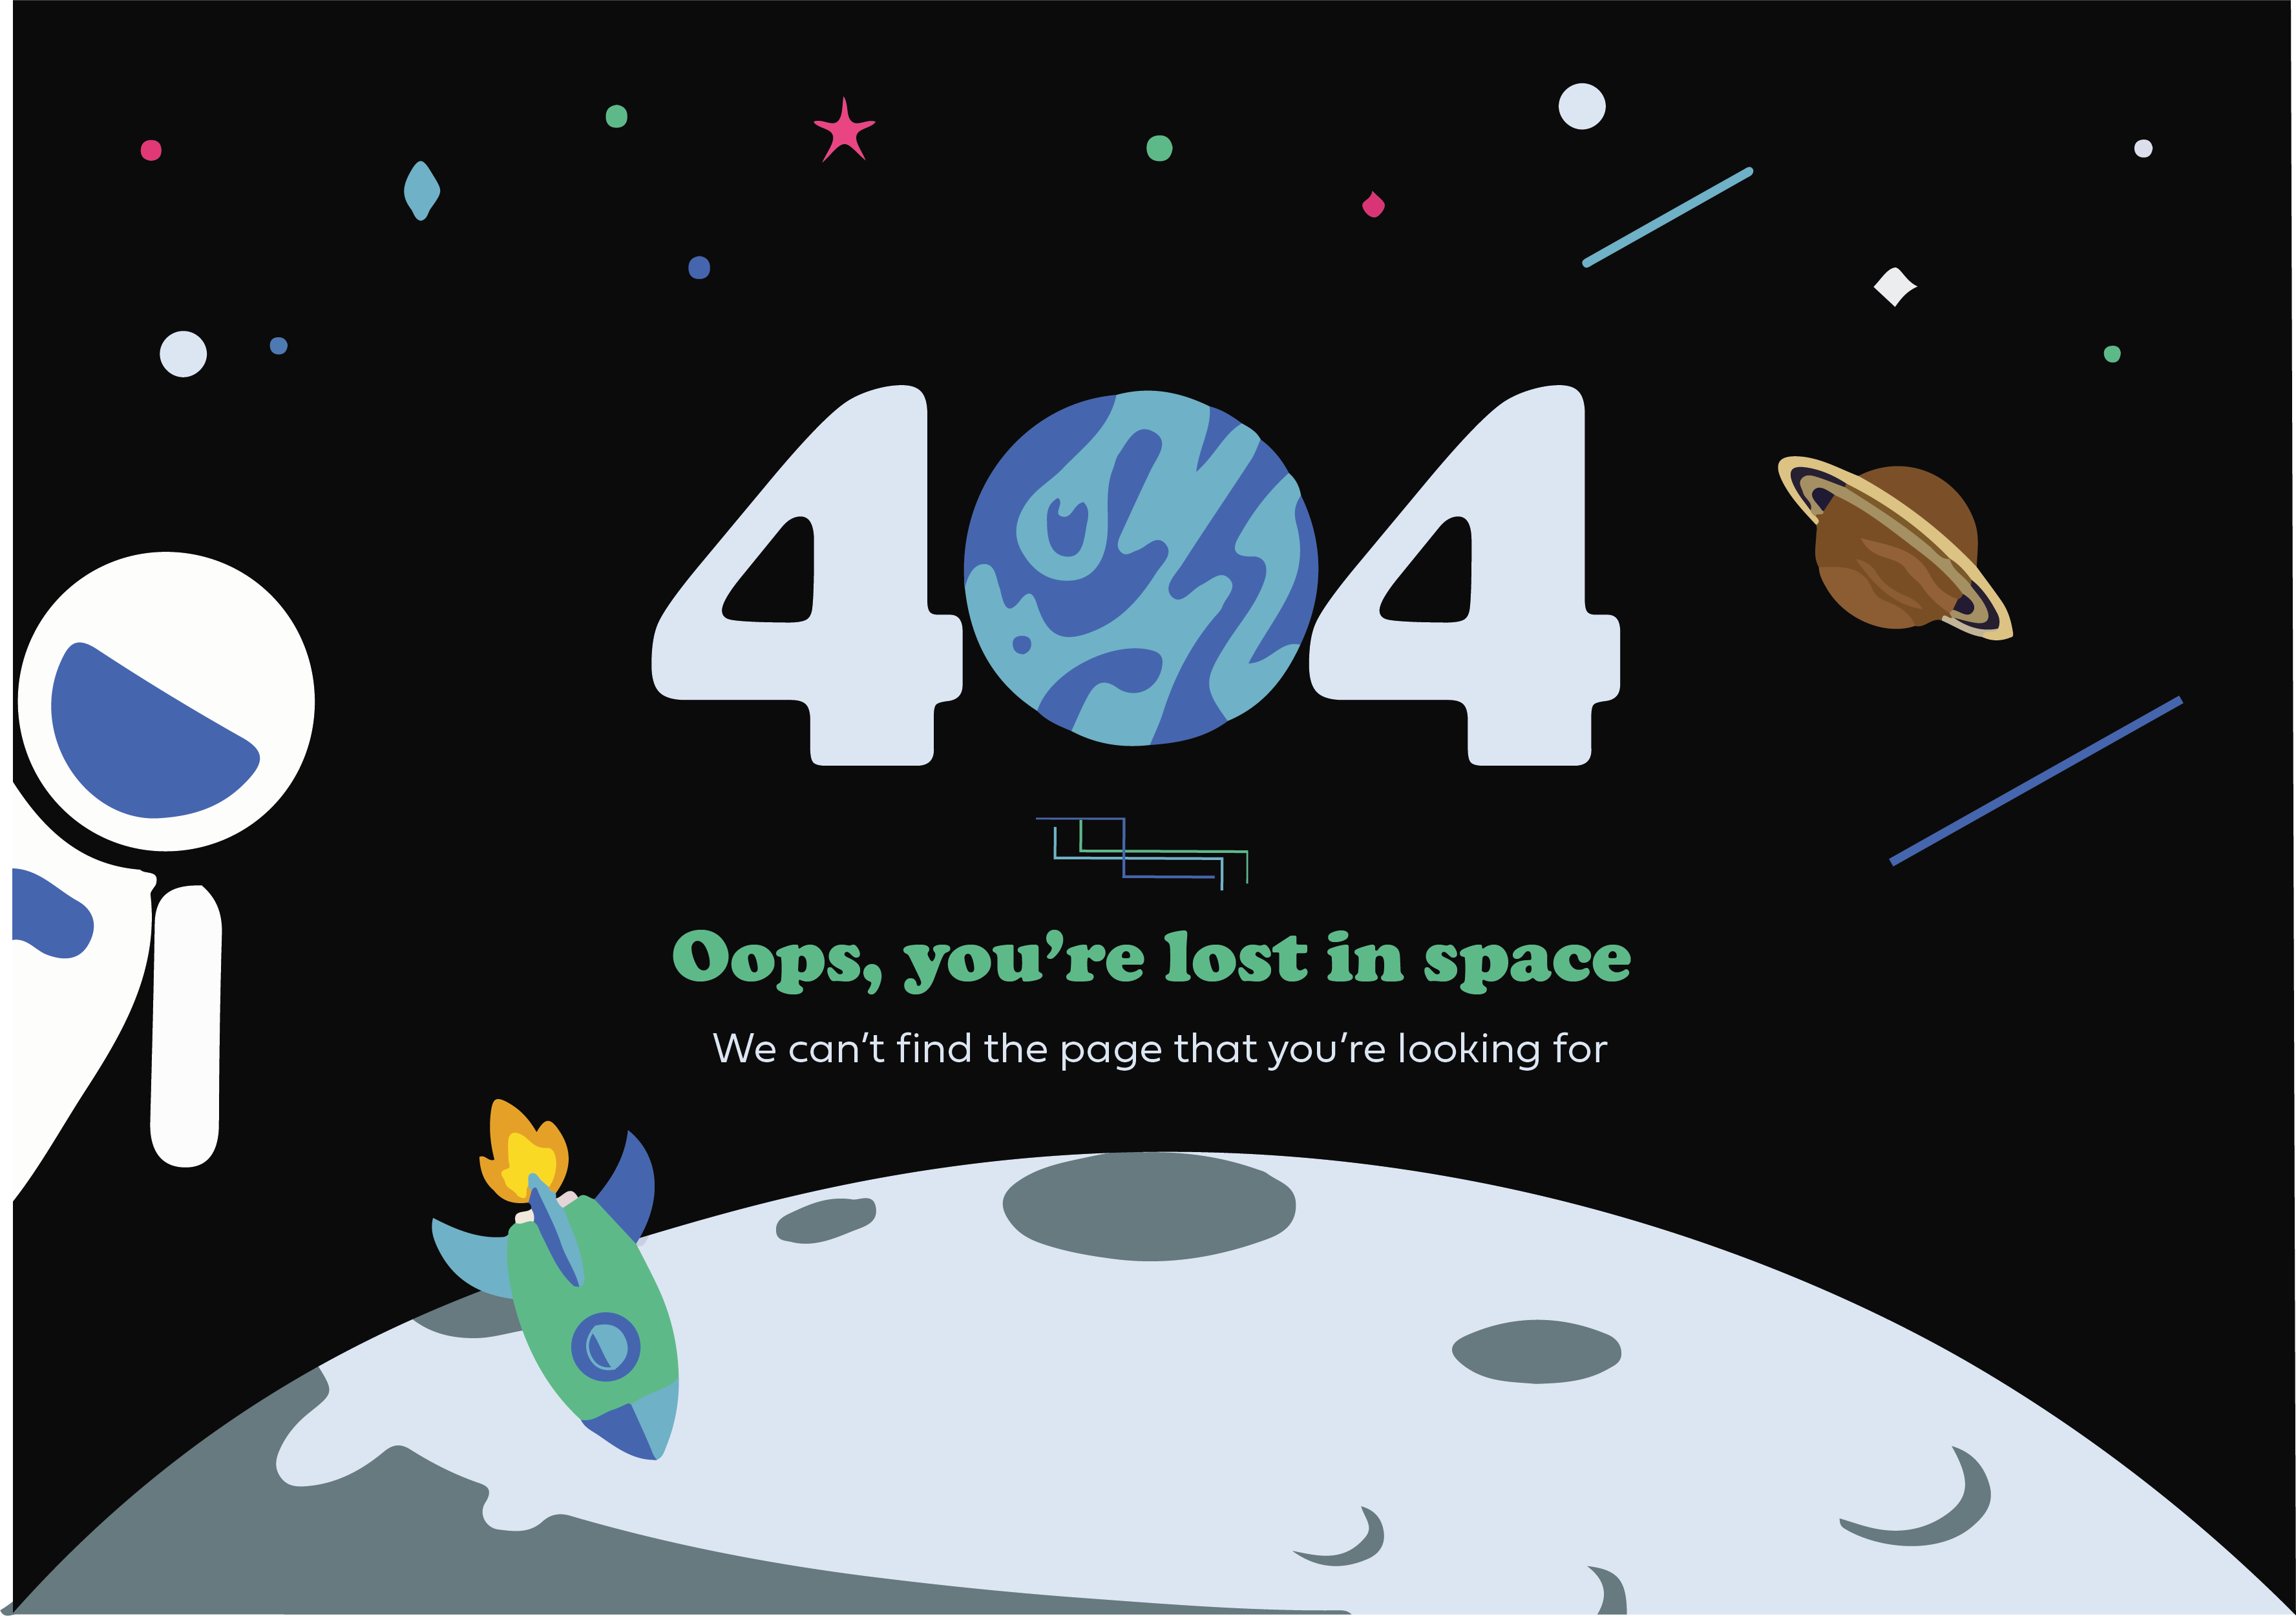 404
Oops, you’re lost in space
We can’t find the page that you’re looking for